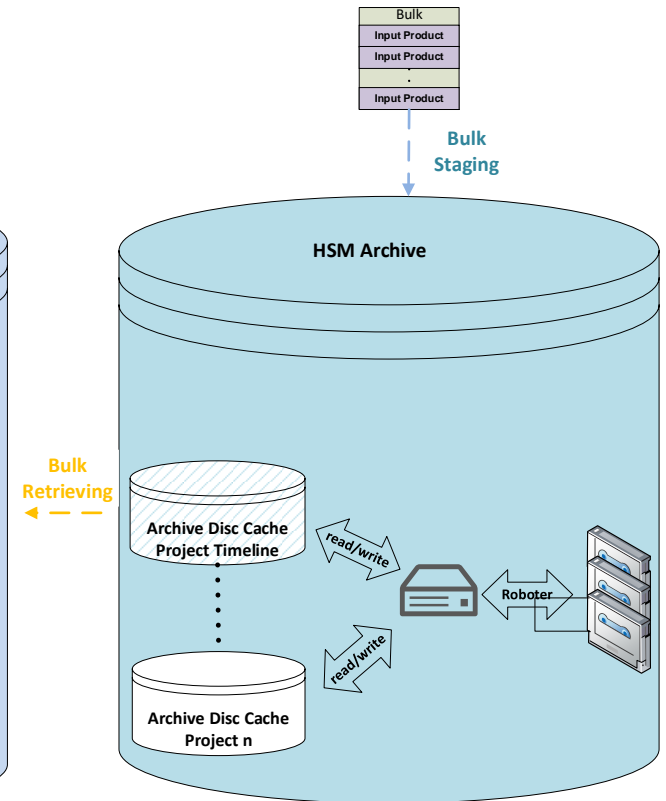 Bulk
Input Product
Input Product
.
.
Input Product
Bulk
Staging
HSM Archive
Bulk
Retrieving
Archive Disc Cache
Project Timeline
read/write
Roboter
read/write
Archive Disc Cache
Project n